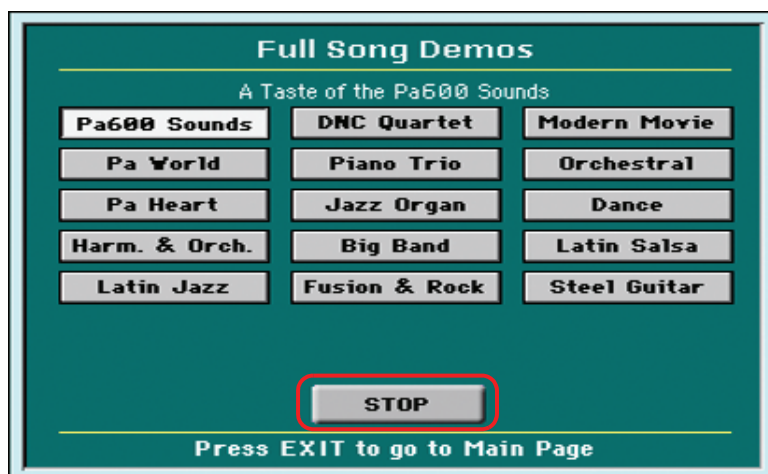 Full Song Demos
A Taste of the Pa600 Sounds
Pa600 Sounds DNC Quartet Modern Movie
Pa World Piano Trio Orchestral
Pa Heart Jazz Organ Dance
Harm. & Orch. Big Band Latin Salsa
Latin Jazz Fusion & Rock Steel Guitar
STOP
Press EXIT to go to Main Page